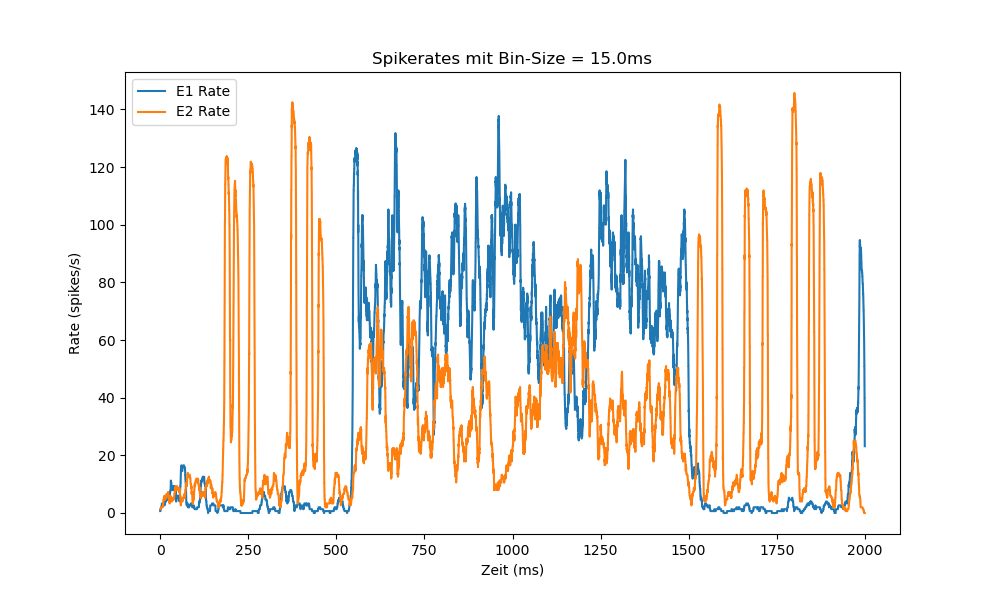 Spikerates mit Bin-Size = 15.0ms
E1 Rate
E2 Rate
Rate (spikes/s)
140
120
100
80
60
40
20
0
0 250 500 750 1000 1250 1500 1750 2000
Zeit (ms)